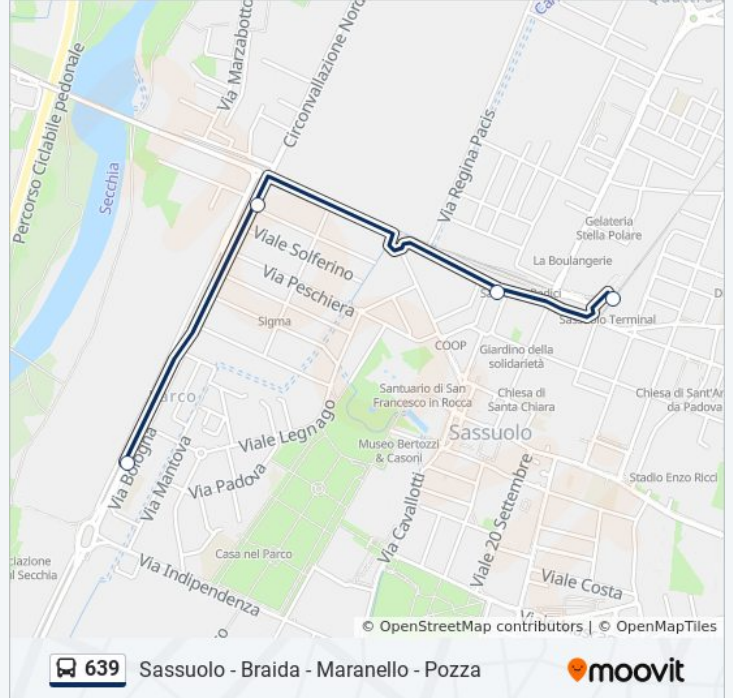 Percorso Ciclabile pedonale
Via Marzabotto
Circonvallazione Nord
Secchia
Via Regina Pacis
Gelateria
Stella Polare
La Boulangerie
Viale Solferino
Via Peschiera
Sassuolo Terminal
Sigma
COOP
Giardino della
solidarietà
Santuario di San
Francesco in Rocca
Chiesa di
Santa Chiara
Chiesa di Sant'An
da Padova
Sassuolo
Museo Bertozzi
& Casoni
Viale Legnago
Via Bologna
Via Mantova
Via Padova
Stadio Enzo Ricci
Via Cavallotti
Viale 20 Settembre
Casa nel Parco
l Secchia
Via Indipendenza
Viale Costa
© OpenStreetMap contributors | © OpenMapTiles
639 Sassuolo - Braida - Maranello - Pozza
moovit